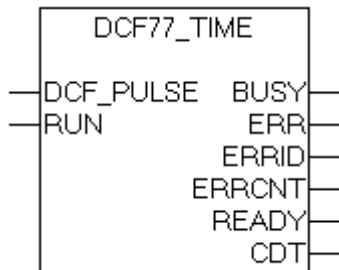 DCF77_TIME
DCF_PULSE BUSY
RUN ERR
ERRID
ERRCNT
READY
CDT